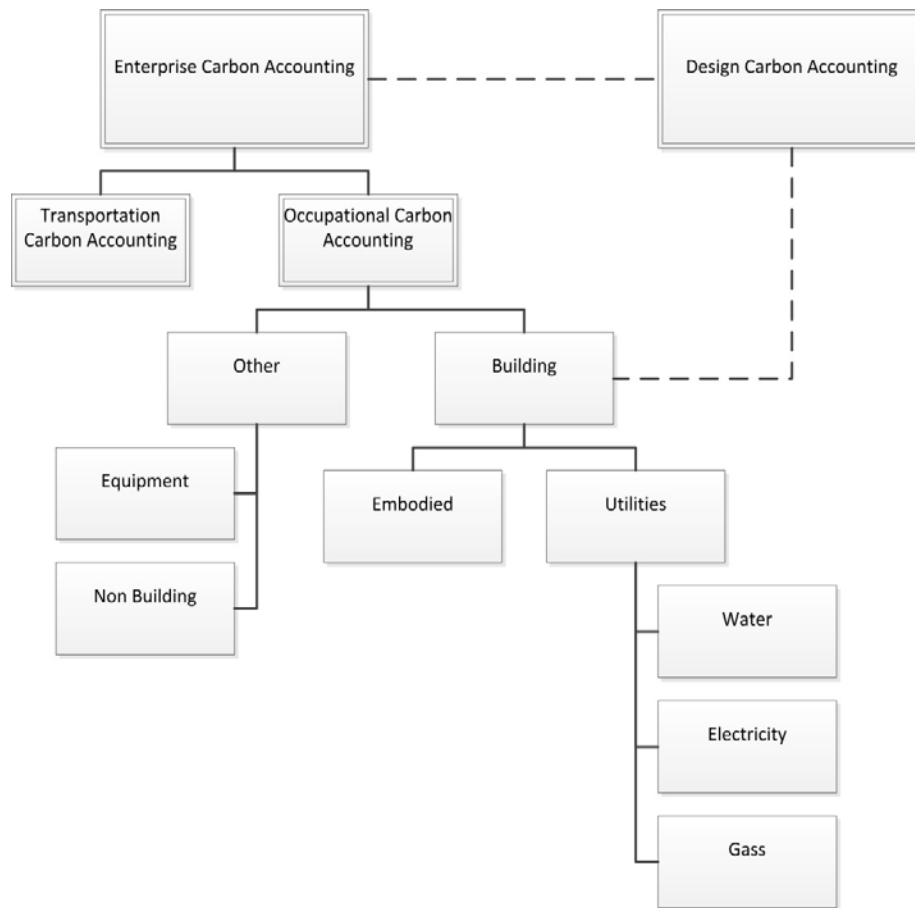 Enterprise Carbon Accounting
Design Carbon Accounting
Transportation
Carbon Accounting
Occupational Carbon
Accounting
Other
Building
Equipment
Embodied
Utilities
Non Building
Water
Electricity
Gass